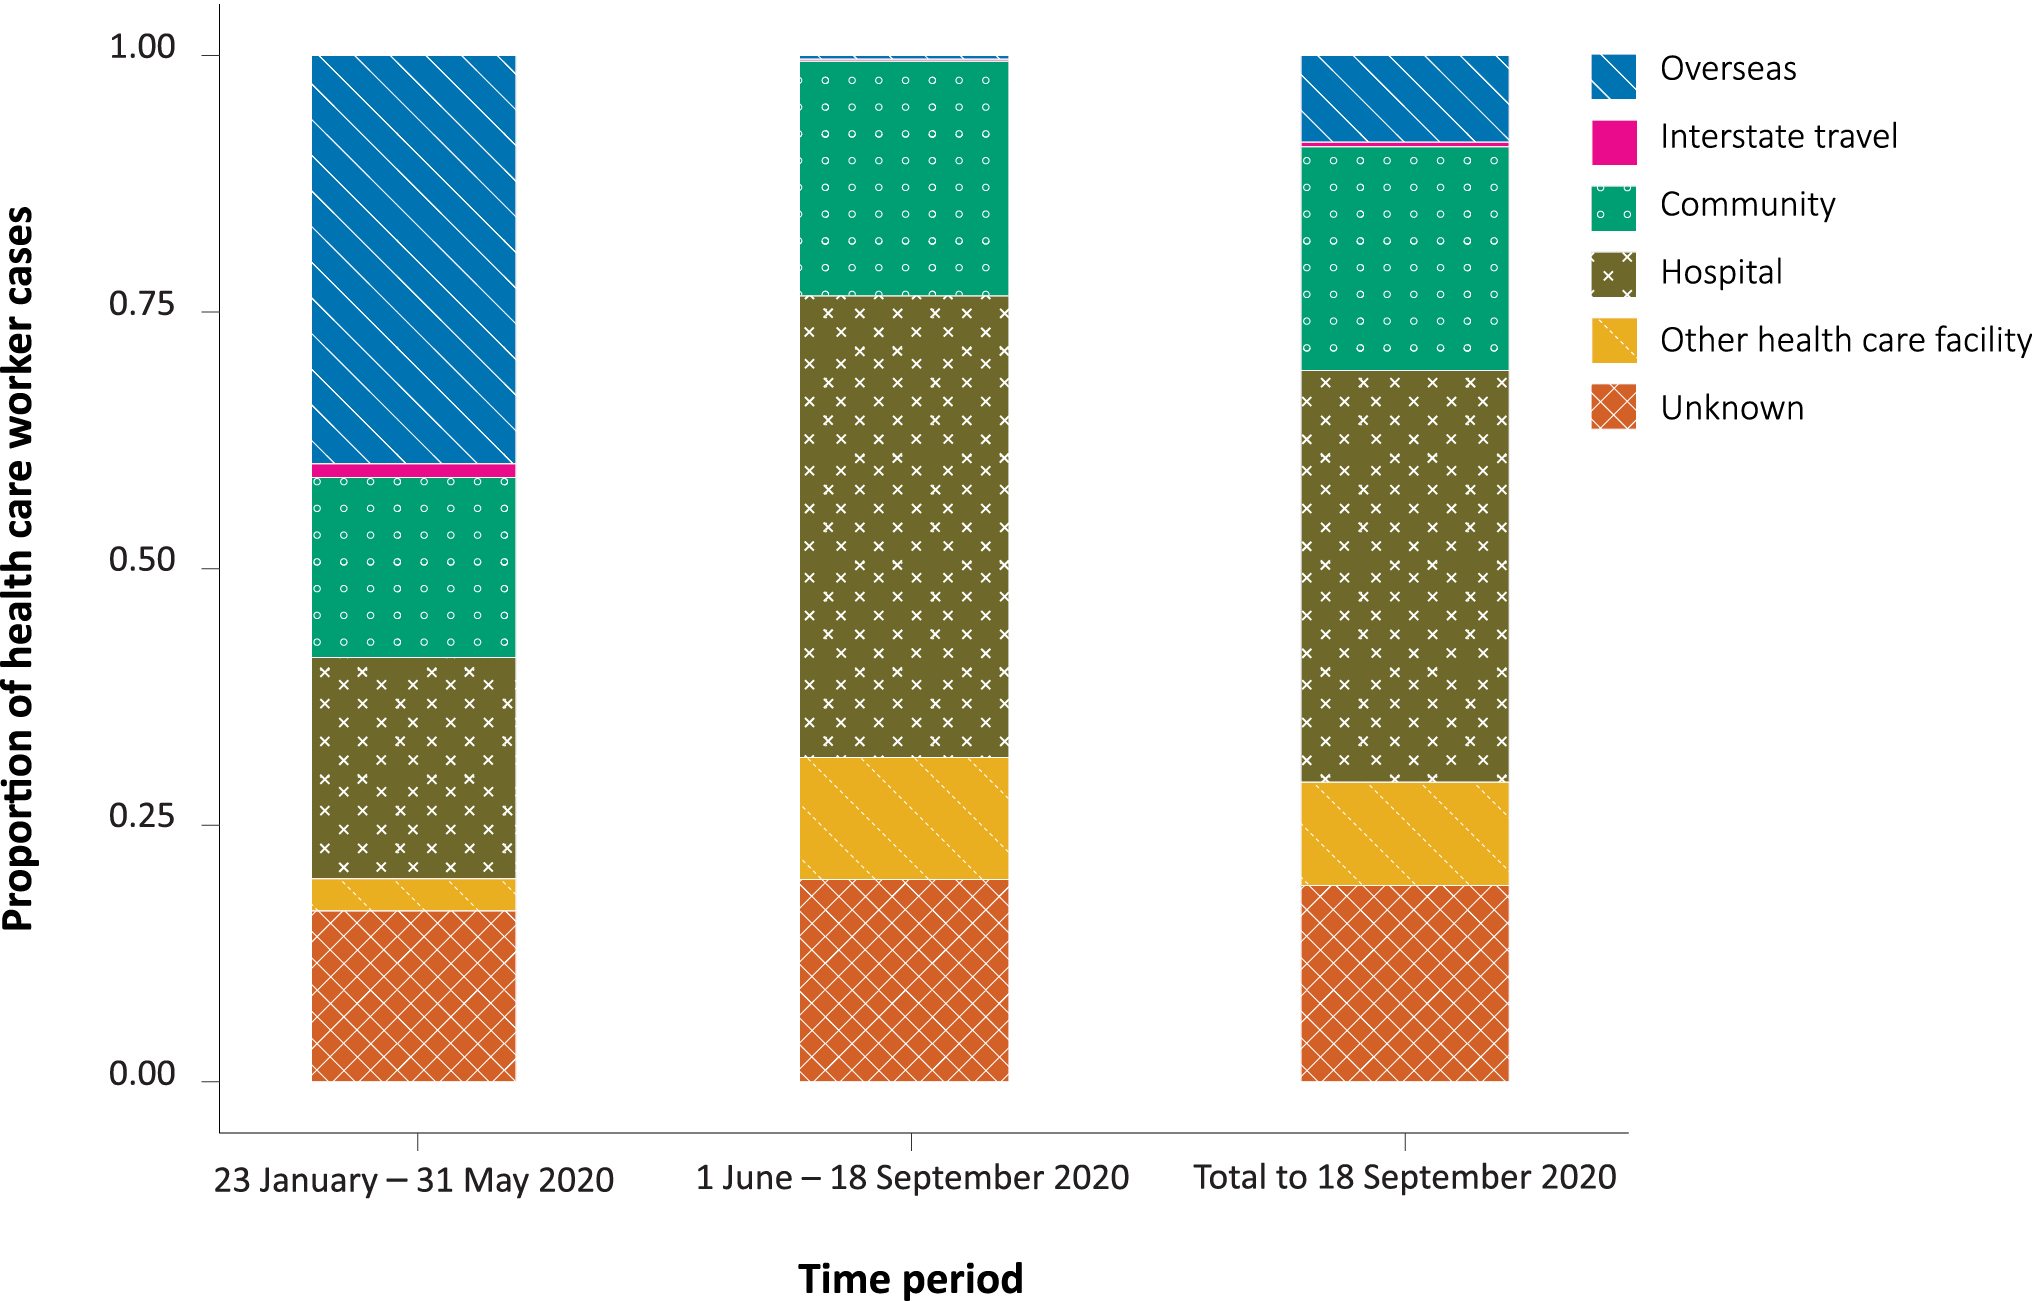 Proportion of health care worker cases
1.00
0.75
0.50
0.25
0.00
Overseas
Interstate travel
Community
Hospital
Other health care facility
Unknown
23 January – 31 May 2020
1 June – 18 September 2020
Total to 18 September 2020
Time period